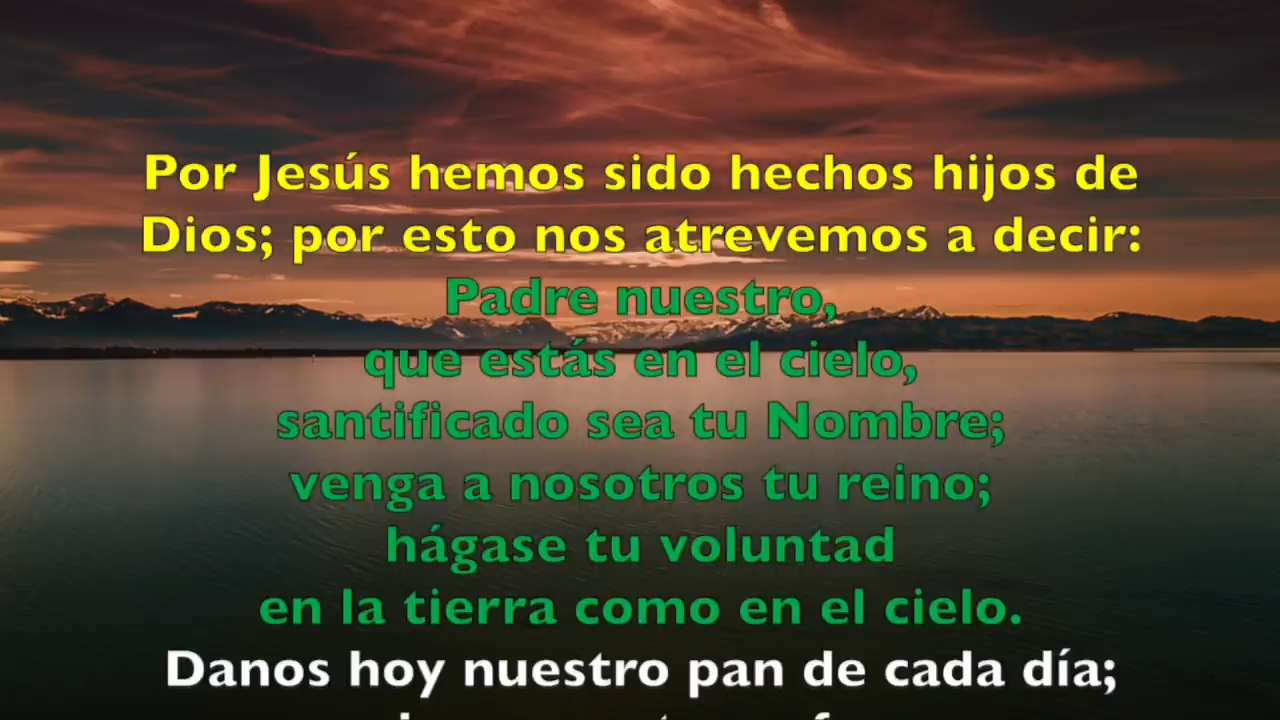 Por Jesús hemos sido hechos hijos de
Dios; por esto nos atrevemos a decir:
Padre nuestro,
que estás en el cielo,
santificado sea tu Nombre;
venga a nosotros tu reino;
hágase tu voluntad
en la tierra como en el cielo.
Danos hoy nuestro pan de cada día;